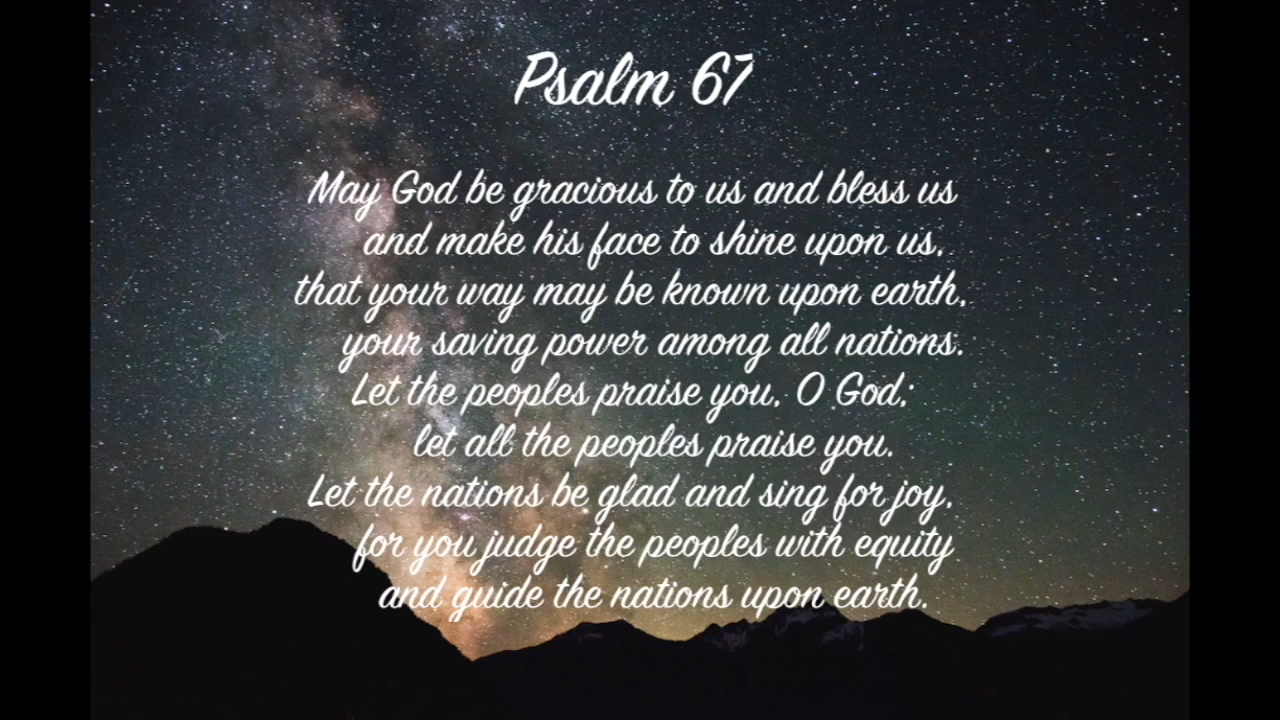 Psalm 67
May God be gracious to us and bless us
and make his face to shine upon us,
that your way may be known upon earth,
your saving power among all nations.
Let the peoples praise you, O God;
let all the peoples praise you.
Let the nations be glad and sing for joy,
for you judge the peoples with equity
and guide the nations upon earth.